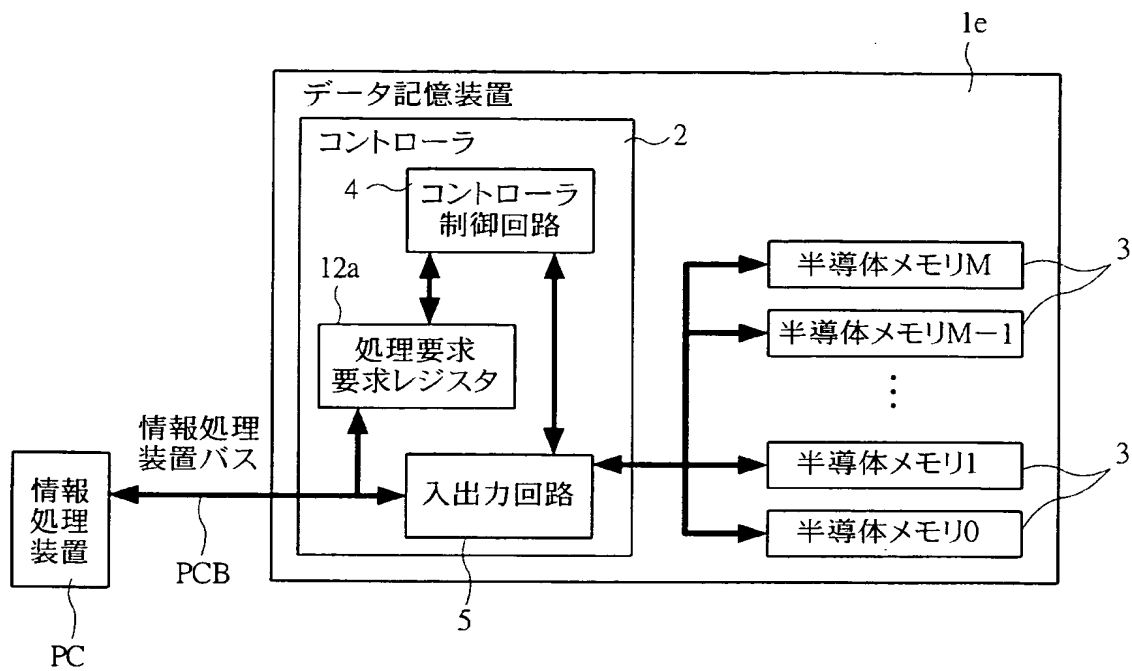 1e
データ記憶装置
コントローラ
2
4
コントローラ
制御回路
12a
処理要求
要求レジスタ
半導体メモリM
3
半導体メモリM-1
⋮
情報処理
装置バス
入出力回路
半導体メモリ1
3
半導体メモリ0
情報
処理
装置
PCB
5
PC